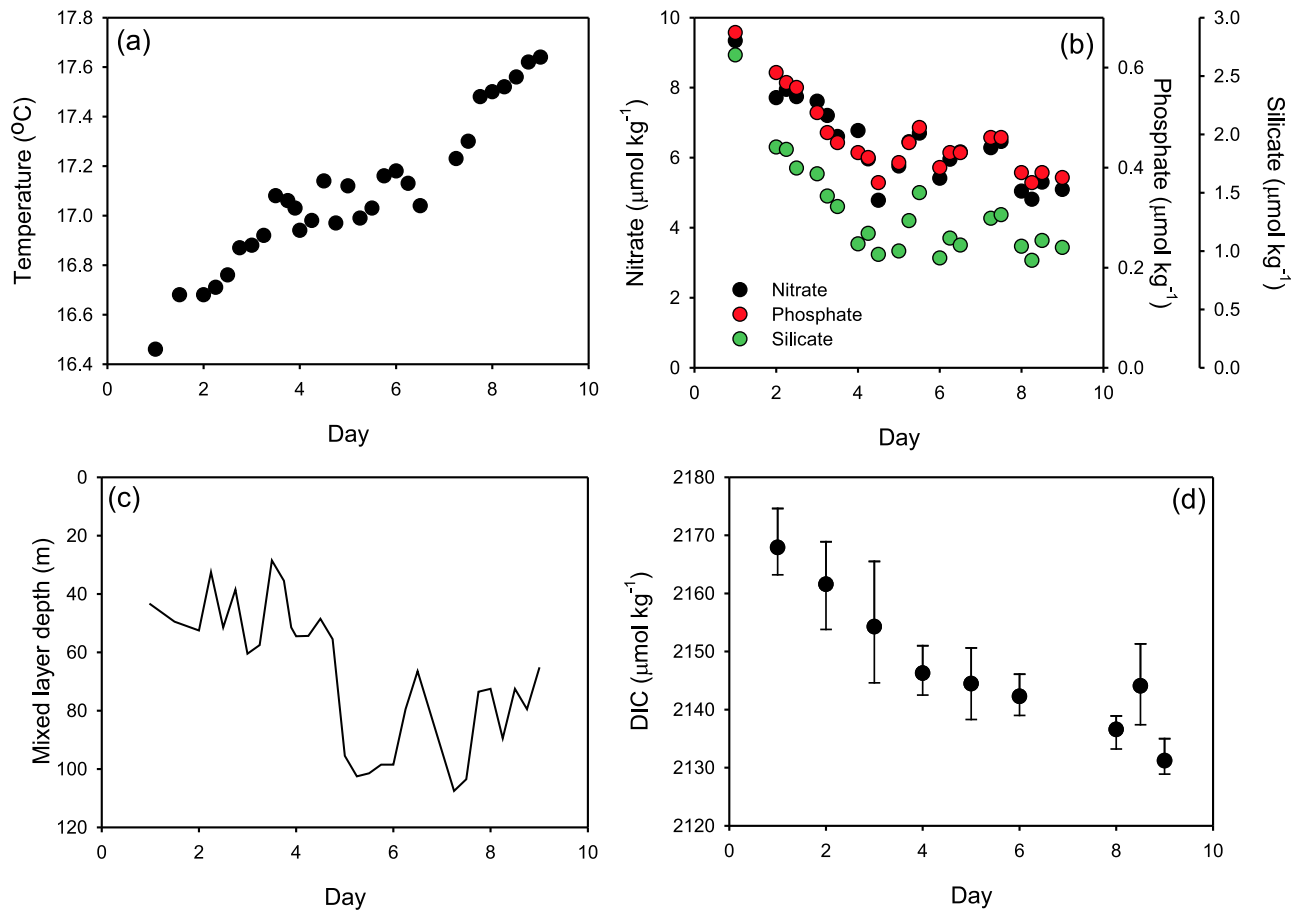 (a)
Temperature (ºC)
17.8
17.6
17.4
17.2
17.0
16.8
16.6
16.4
0 2 4 6 8 10
Day
(b)
Nitrate (μmol kg-1)
10
8
6
4
2
0
Nitrate
Phosphate
Silicate
0 2 4 6 8 10
Day
0.6
0.4
0.2
0.0
Phosphate (μmol kg-1)
3.0
2.5
2.0
1.5
1.0
0.5
0.0
Silicate (μmol kg-1)
(c)
Mixed layer depth (m)
0
20
40
60
80
100
120
0 2 4 6 8 10
Day
(d)
DIC (μmol kg-1)
2180
2170
2160
2150
2140
2130
2120
0 2 4 6 8 10
Day